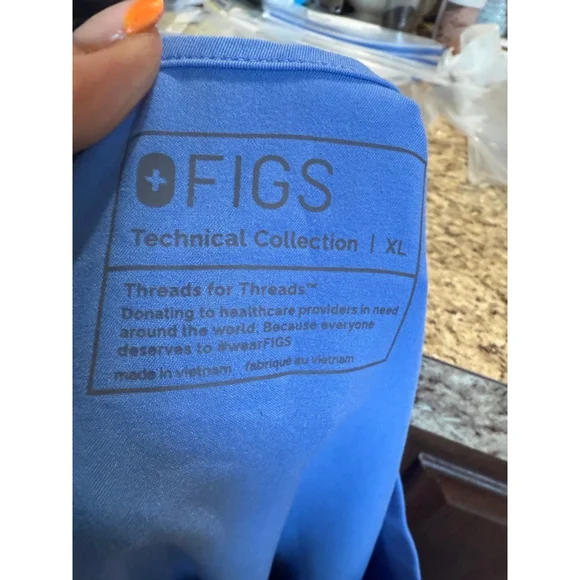 FIGS
Technical Collection | XL
Threads for Threads™
Donating to healthcare providers in need
around the world. Because everyone
deserves to #wearFIGS
made in vietnam fabriqué au vietnam